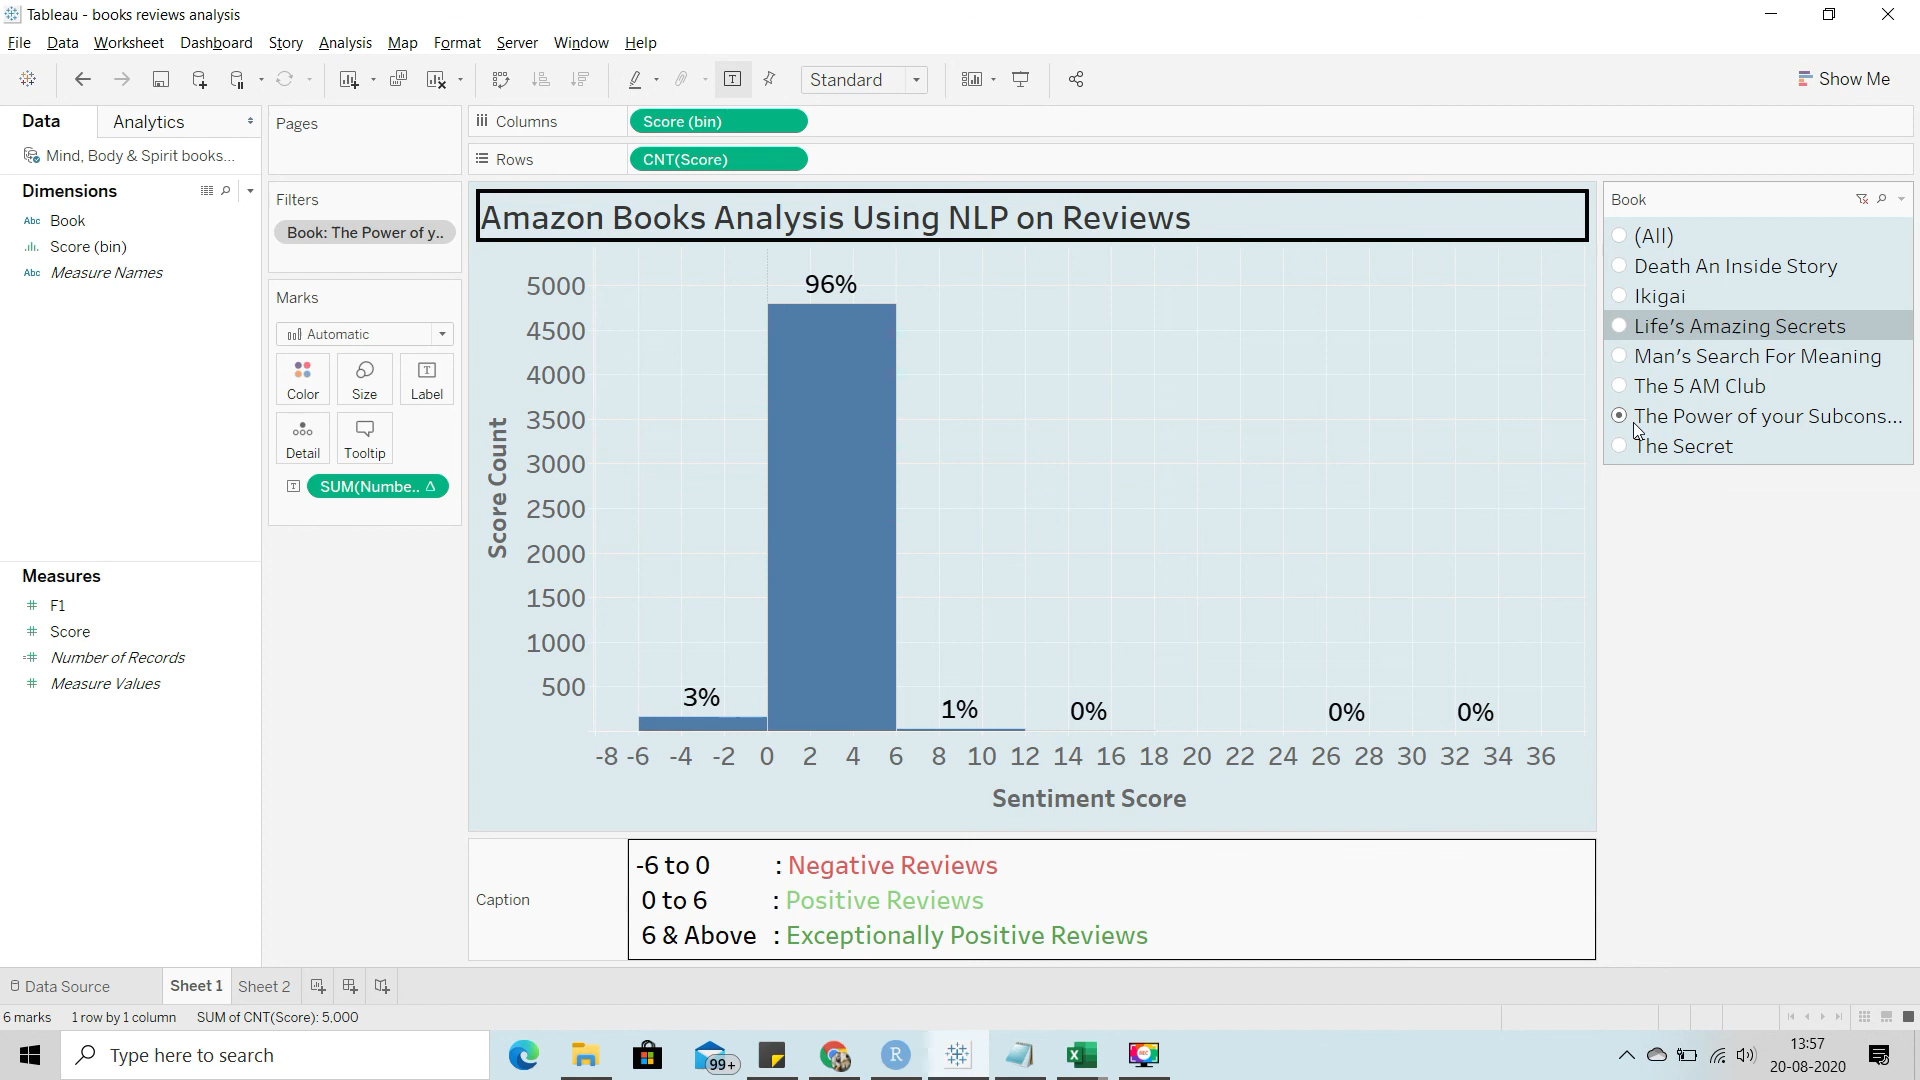 Tableau - books reviews analysis
File Data Worksheet Dashboard Story Analysis Map Format Server Window Help
Standard
Show Me
Data Analytics
Mind, Body & Spirit books...
Dimensions
Abc Book
Score (bin)
Abc Measure Names
Measures
# F1
# Score
=# Number of Records
# Measure Values
Pages
Filters
Book: The Power of y..
Marks
Automatic
Color Size Label
Detail Tooltip
SUM(Numbe.. Δ
Columns Score (bin)
Rows CNT(Score)
Amazon Books Analysis Using NLP on Reviews
Score Count
5000
4500
4000
3500
3000
2500
2000
1500
1000
500
96%
3% 1% 0% 0% 0%
-8 -6 -4 -2 0 2 4 6 8 10 12 14 16 18 20 22 24 26 28 30 32 34 36
Sentiment Score
Caption
-6 to 0 : Negative Reviews
0 to 6 : Positive Reviews
6 & Above : Exceptionally Positive Reviews
Book
(All)
Death An Inside Story
Ikigai
Life's Amazing Secrets
Man's Search For Meaning
The 5 AM Club
The Power of your Subcons...
The Secret
Data Source Sheet 1 Sheet 2
6 marks 1 row by 1 column SUM of CNT(Score): 5,000
Type here to search
99+
R
13:57
20-08-2020